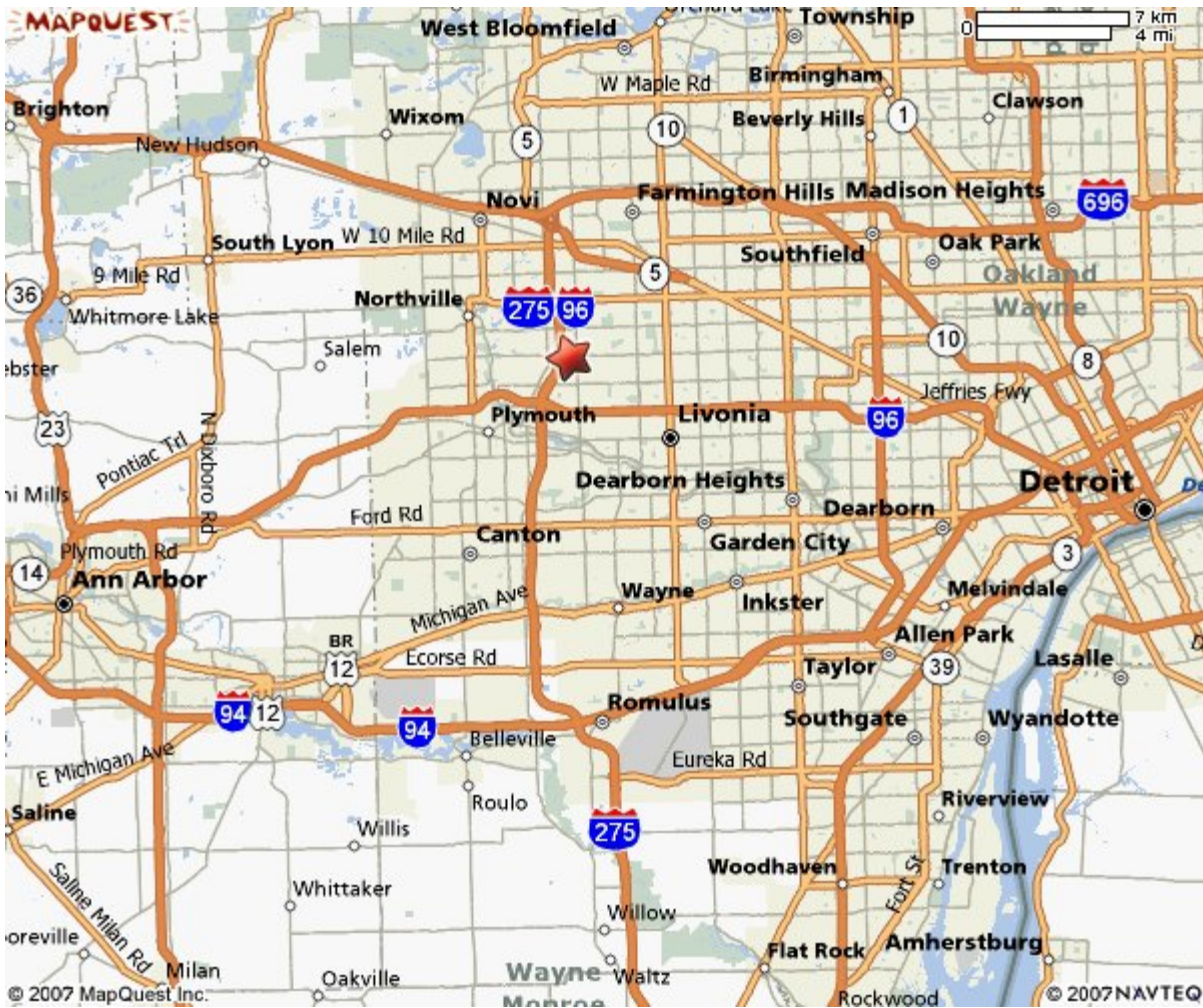 MAPQUEST.
Orchard Lake
Township
7 km
0
4 mi
West Bloomfield
Birmingham
W Maple Rd
Brighton
Clawson
Wixom
Beverly Hills
1
10
5
New Hudson
Novi
Farmington Hills
Madison Heights
696
South Lyon
W 10 Mile Rd
Southfield
Oak Park
9 Mile Rd
5
Oakland
Wayne
36
Whitmore Lake
Northville
275
96
10
Salem
8
Jeffries Fwy
N Dixboro Rd
Plymouth
Livonia
96
23
Pontiac Trl
Dearborn Heights
Detroit
Ford Rd
Dearborn
Canton
Garden City
Plymouth Rd
3
14
Ann Arbor
Michigan Ave
Wayne
Inkster
Melvindale
BR
12
Ecorse Rd
Allen Park
Taylor
39
Lasalle
94
12
94
Romulus
Southgate
Wyandotte
Belleville
E Michigan Ave
Eureka Rd
Roulo
Riverview
Saline
Willis
275
Woodhaven
Fort St
Trenton
Saline Milan Rd
Whittaker
Willow
Flat Rock
Amherstburg
Waltz
Milan
Oakville
Wayne
Monroe
Rockwood
© 2007 MapQuest Inc.
© 2007 NAVTEQ